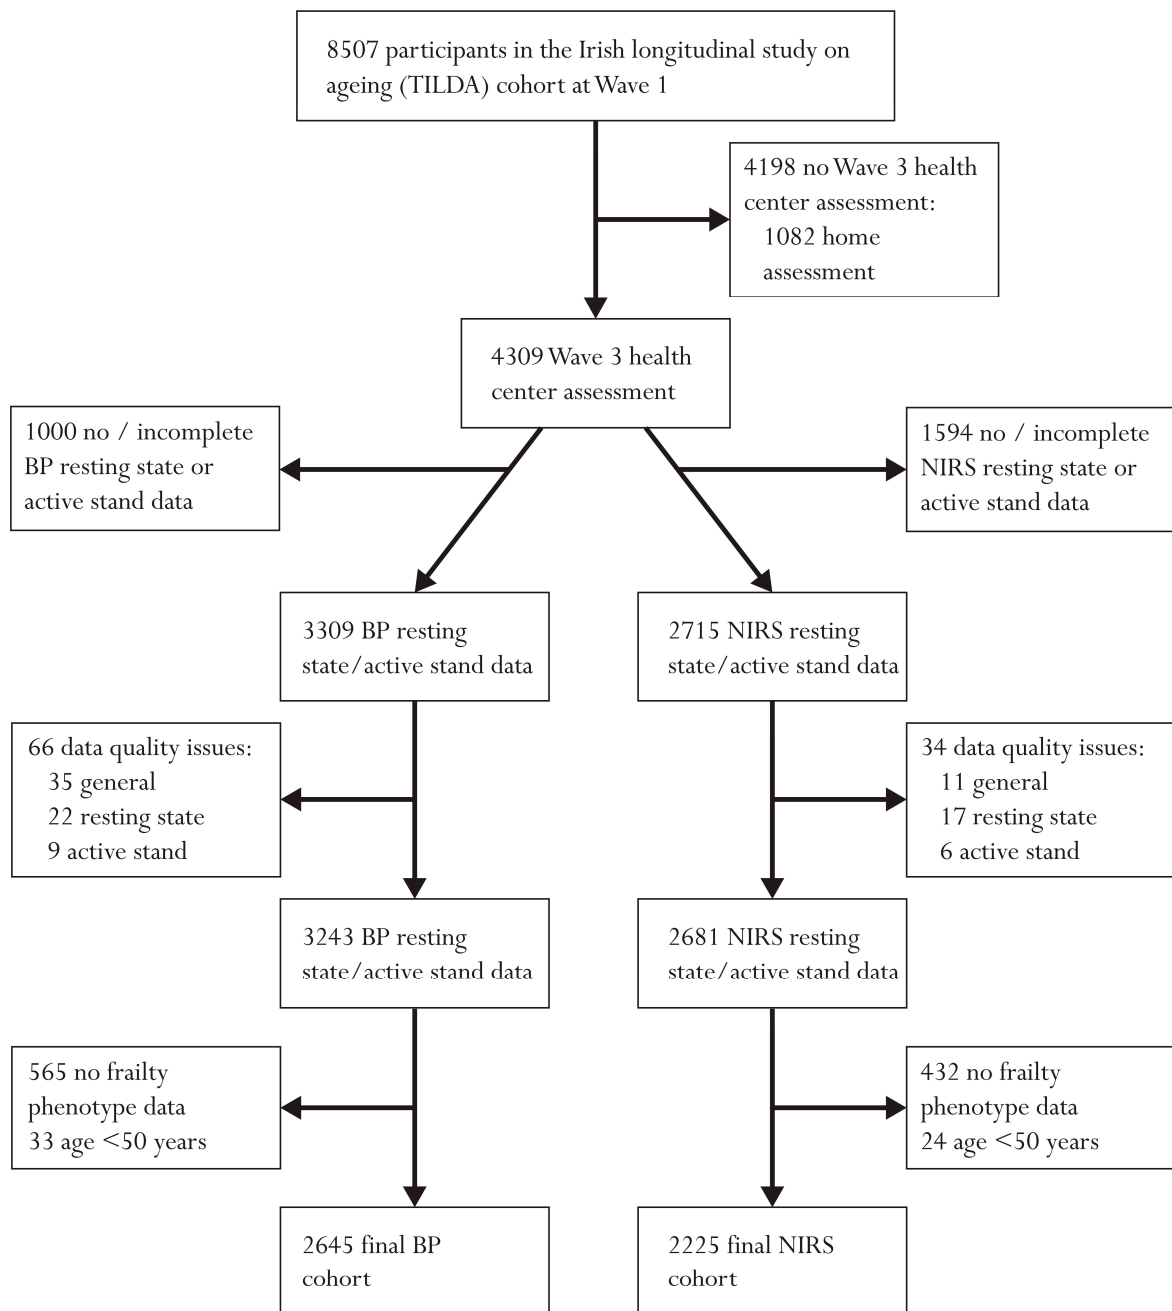 8507 participants in the Irish longitudinal study on
ageing (TILDA) cohort at Wave 1
4198 no Wave 3 health
center assessment:
1082 home
assessment
4309 Wave 3 health
center assessment
1000 no / incomplete
BP resting state or
active stand data
1594 no / incomplete
NIRS resting state or
active stand data
3309 BP resting
state/active stand data
2715 NIRS resting
state/active stand data
66 data quality issues:
35 general
22 resting state
9 active stand
34 data quality issues:
11 general
17 resting state
6 active stand
3243 BP resting
state/active stand data
2681 NIRS resting
state/active stand data
565 no frailty
phenotype data
33 age <50 years
432 no frailty
phenotype data
24 age <50 years
2645 final BP
cohort
2225 final NIRS
cohort